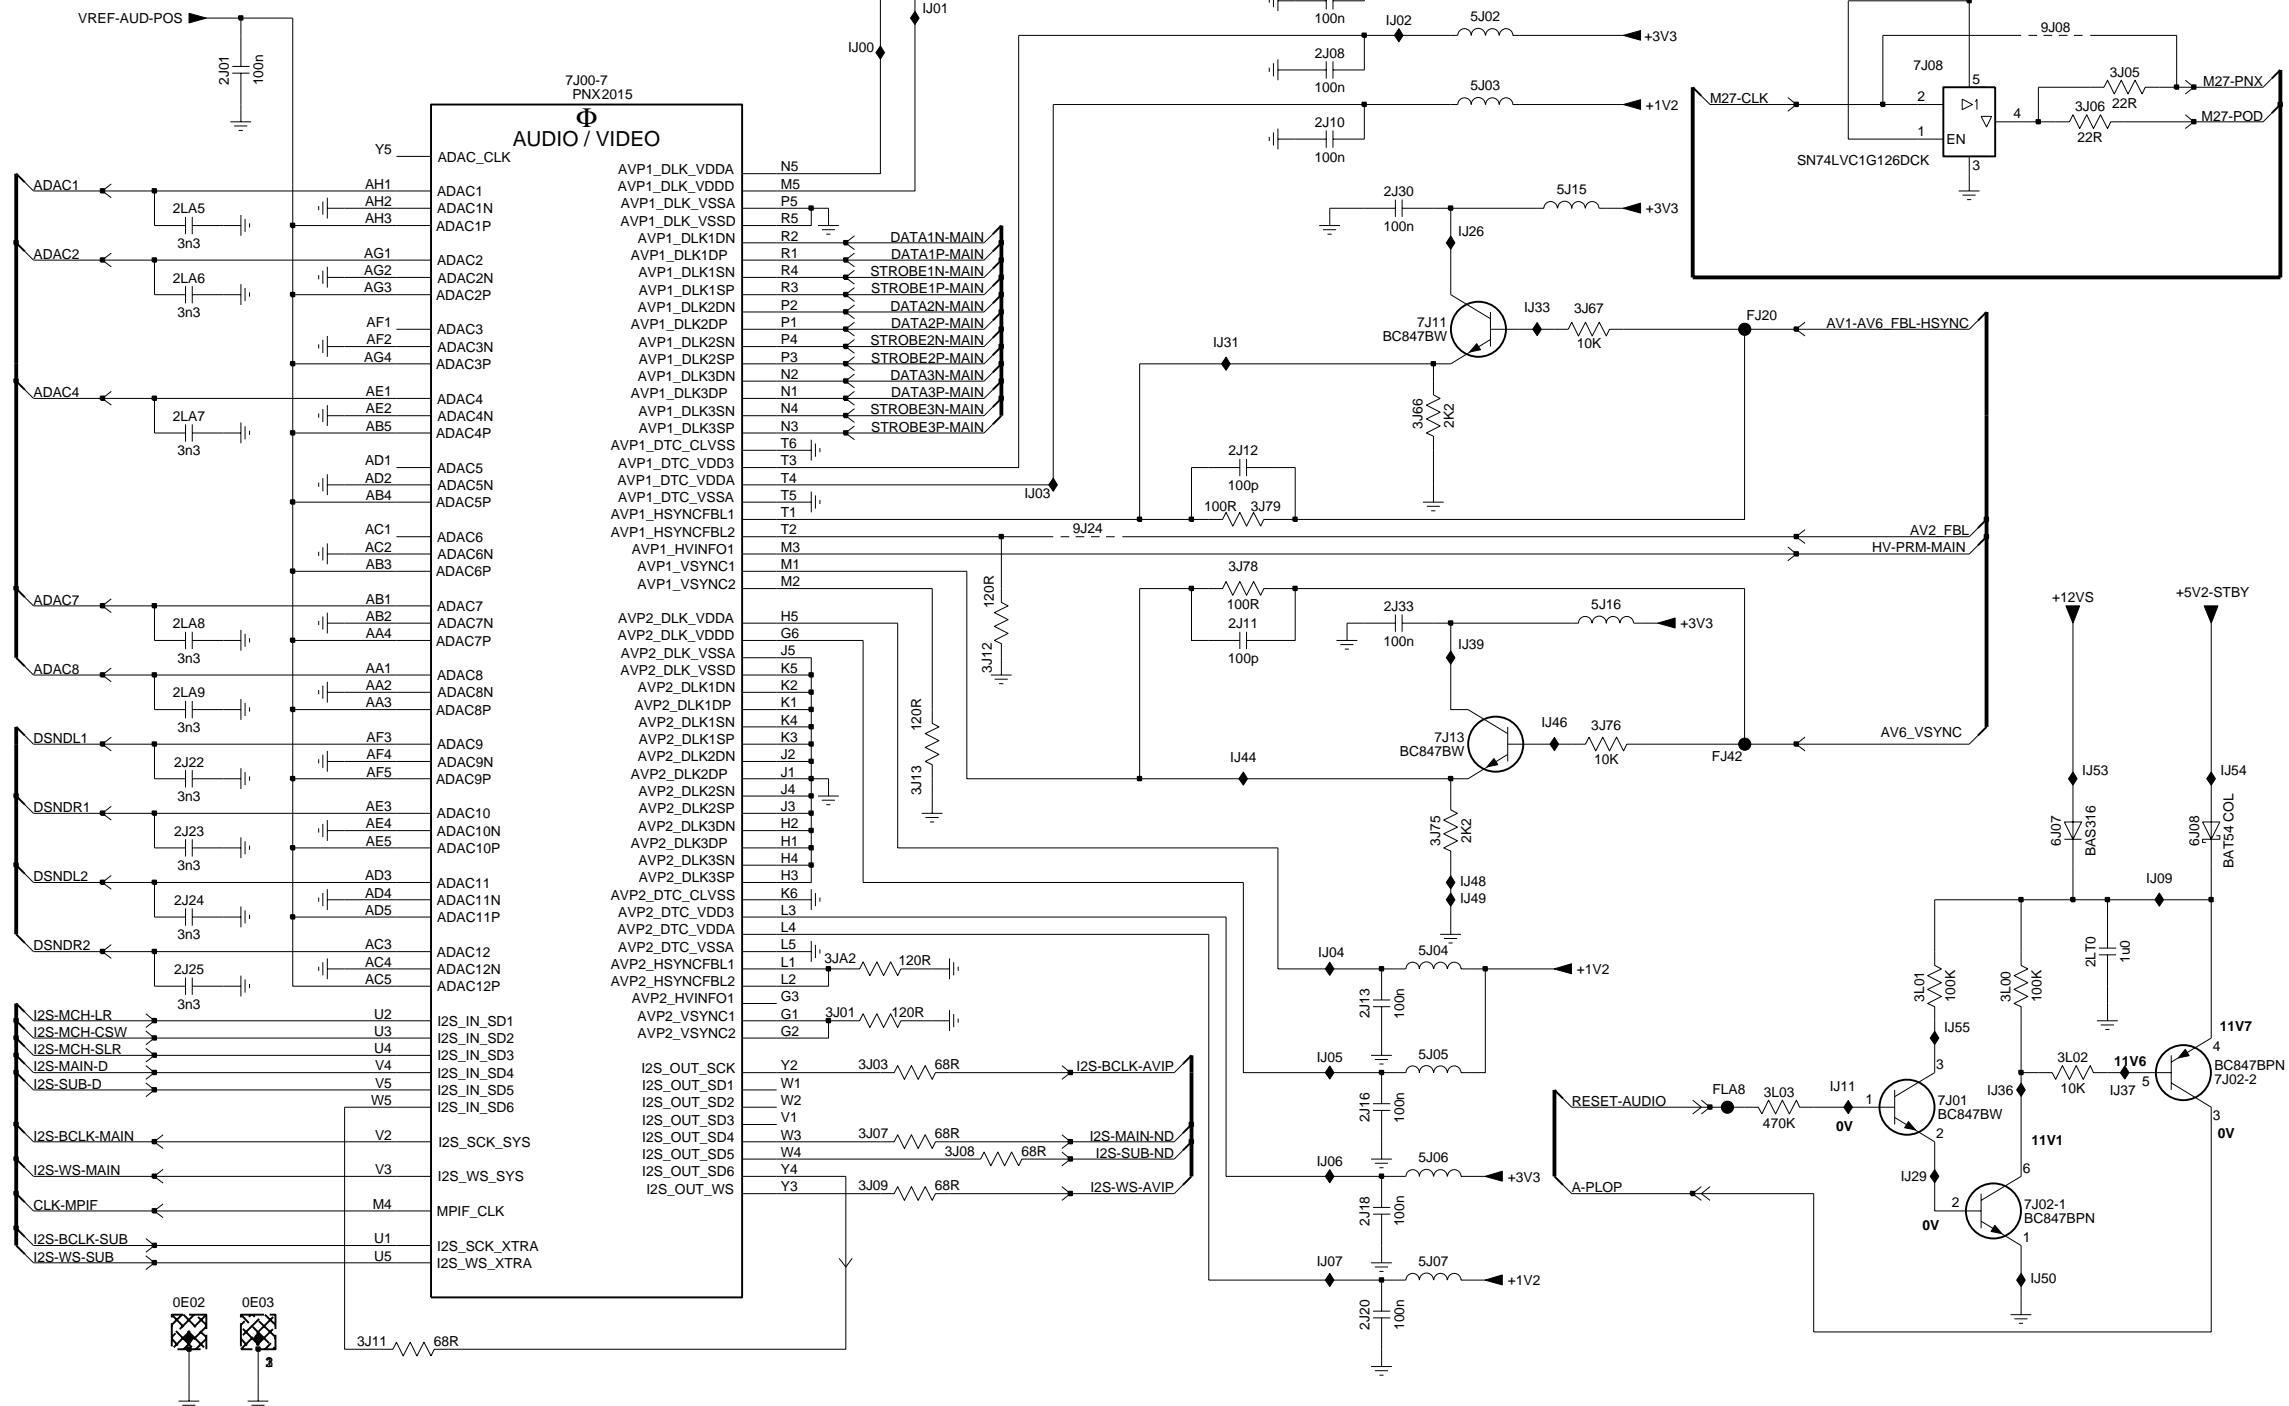 VREF-AUD-POS
2J01
100n
7J00-7
PNX2015
Φ
AUDIO / VIDEO
IJ00
IJ01
100n
IJ02
5J02
+3V3
2J08
100n
5J03
+1V2
2J10
100n
2J30
100n
5J15
+3V3
IJ26
9J08
7J08
M27-CLK
2
1
5
▷1
▽
EN
4
3
SN74LVC1G126DCK
3J05
22R
3J06
22R
M27-PNX
M27-POD
Y5 ADAC_CLK
ADAC1 AH1 ADAC1
AH2 ADAC1N
AH3 ADAC1P
2LA5
3n3
ADAC2 AG1 ADAC2
AG2 ADAC2N
AG3 ADAC2P
2LA6
3n3
AF1 ADAC3
AF2 ADAC3N
AG4 ADAC3P
ADAC4 AE1 ADAC4
AE2 ADAC4N
AB5 ADAC4P
2LA7
3n3
AD1 ADAC5
AD2 ADAC5N
AB4 ADAC5P
AC1 ADAC6
AC2 ADAC6N
AB3 ADAC6P
ADAC7 AB1 ADAC7
AB2 ADAC7N
AA4 ADAC7P
2LA8
3n3
ADAC8 AA1 ADAC8
AA2 ADAC8N
AA3 ADAC8P
2LA9
3n3
DSNDL1 AF3 ADAC9
AF4 ADAC9N
AF5 ADAC9P
2J22
3n3
DSNDR1 AE3 ADAC10
AE4 ADAC10N
AE5 ADAC10P
2J23
3n3
DSNDL2 AD3 ADAC11
AD4 ADAC11N
AD5 ADAC11P
2J24
3n3
DSNDR2 AC3 ADAC12
AC4 ADAC12N
AC5 ADAC12P
2J25
3n3
I2S-MCH-LR U2 I2S_IN_SD1
I2S-MCH-CSW U3 I2S_IN_SD2
I2S-MCH-SLR U4 I2S_IN_SD3
I2S-MAIN-D V4 I2S_IN_SD4
I2S-SUB-D V5 I2S_IN_SD5
W5 I2S_IN_SD6
I2S-BCLK-MAIN V2 I2S_SCK_SYS
I2S-WS-MAIN V3 I2S_WS_SYS
CLK-MPIF M4 MPIF_CLK
I2S-BCLK-SUB U1 I2S_SCK_XTRA
I2S-WS-SUB U5 I2S_WS_XTRA
0E02
0E03
3J11
68R
AVP1_DLK_VDDA N5
AVP1_DLK_VDDD M5
AVP1_DLK_VSSA P5
AVP1_DLK_VSSD R5
AVP1_DLK1DN R2 DATA1N-MAIN
AVP1_DLK1DP R1 DATA1P-MAIN
AVP1_DLK1SN R4 STROBE1N-MAIN
AVP1_DLK1SP R3 STROBE1P-MAIN
AVP1_DLK2DN P2 DATA2N-MAIN
AVP1_DLK2DP P1 DATA2P-MAIN
AVP1_DLK2SN P4 STROBE2N-MAIN
AVP1_DLK2SP P3 STROBE2P-MAIN
AVP1_DLK3DN N2 DATA3N-MAIN
AVP1_DLK3DP N1 DATA3P-MAIN
AVP1_DLK3SN N4 STROBE3N-MAIN
AVP1_DLK3SP N3 STROBE3P-MAIN
AVP1_DTC_CLVSS T6
AVP1_DTC_VDD3 T3
AVP1_DTC_VDDA T4
IJ03
AVP1_DTC_VSSA T5
AVP1_HSYNCFBL1 T1
AVP1_HSYNCFBL2 T2
AVP1_HVINFO1 M3
AVP1_VSYNC1 M1
AVP1_VSYNC2 M2
AVP2_DLK_VDDA H5
AVP2_DLK_VDDD G6
AVP2_DLK_VSSA J5
AVP2_DLK_VSSD K5
AVP2_DLK1DN K2
AVP2_DLK1DP K1
AVP2_DLK1SN K4
AVP2_DLK1SP K3
AVP2_DLK2DN J2
AVP2_DLK2DP J1
AVP2_DLK2SN J4
AVP2_DLK2SP J3
AVP2_DLK3DN H2
AVP2_DLK3DP H1
AVP2_DLK3SN H4
AVP2_DLK3SP H3
AVP2_DTC_CLVSS K6
AVP2_DTC_VDD3 L3
AVP2_DTC_VDDA L4
AVP2_DTC_VSSA L5
AVP2_HSYNCFBL1 L1 3JA2 120R
AVP2_HSYNCFBL2 L2
AVP2_HVINFO1 G3
AVP2_VSYNC1 G1 3J01 120R
AVP2_VSYNC2 G2
I2S_OUT_SCK Y2 3J03 68R I2S-BCLK-AVIP
I2S_OUT_SD1 W1
I2S_OUT_SD2 W2
I2S_OUT_SD3 V1
I2S_OUT_SD4 W3 3J07 68R I2S-MAIN-ND
I2S_OUT_SD5 W4 3J08 68R I2S-SUB-ND
I2S_OUT_SD6 Y4
I2S_OUT_WS Y3 3J09 68R I2S-WS-AVIP
7J11
BC847BW
IJ33
3J67
10K
FJ20
AV1-AV6_FBL-HSYNC
IJ31
3J66
2K2
2J12
100p
100R 3J79
9J24
AV2_FBL
HV-PRM-MAIN
3J12
120R
3J13
120R
3J78
100R
2J11
100p
2J33
100n
5J16
+3V3
IJ39
7J13
BC847BW
IJ46
3J76
10K
FJ42
AV6_VSYNC
IJ44
3J75
2K2
IJ48
IJ49
IJ04
5J04
+1V2
2J13
100n
IJ05
5J05
2J16
100n
IJ06
5J06
+3V3
2J18
100n
IJ07
5J07
+1V2
2J20
100n
+12VS
+5V2-STBY
IJ53
IJ54
6J07
BAS316
6J08
BAT54 COL
IJ09
3L01
100K
3L00
100K
2LT0
1u0
IJ55
11V7
3
4
3L02
10K
11V6
IJ37
5
BC847BPN
7J02-2
IJ36
3
0V
RESET-AUDIO
FLA8
3L03
470K
IJ11
1
0V
7J01
BC847BW
2
11V1
IJ29
6
A-PLOP
2
0V
7J02-1
BC847BPN
1
IJ50